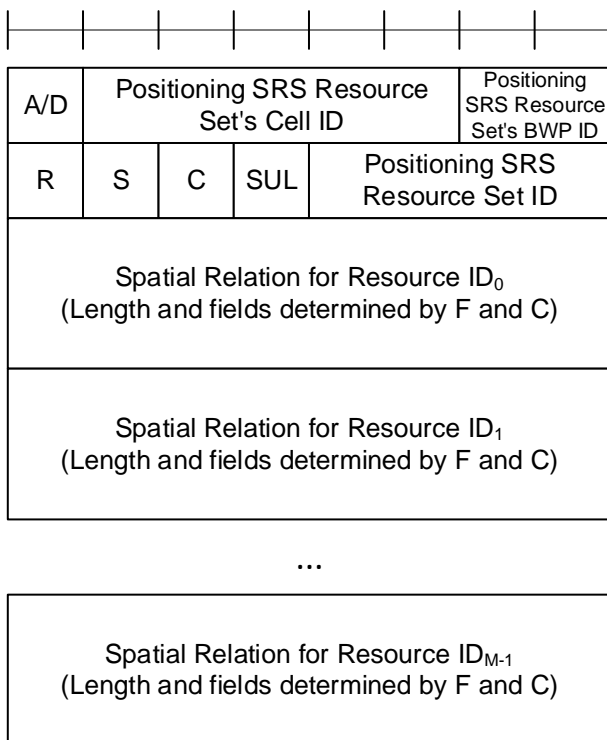 A/D
Positioning SRS Resource
Set's Cell ID
Positioning
SRS Resource
Set's BWP ID
R
S
C
SUL
Positioning SRS
Resource Set ID
Spatial Relation for Resource ID0
(Length and fields determined by F and C)
Spatial Relation for Resource ID1
(Length and fields determined by F and C)
...
Spatial Relation for Resource IDM-1
(Length and fields determined by F and C)